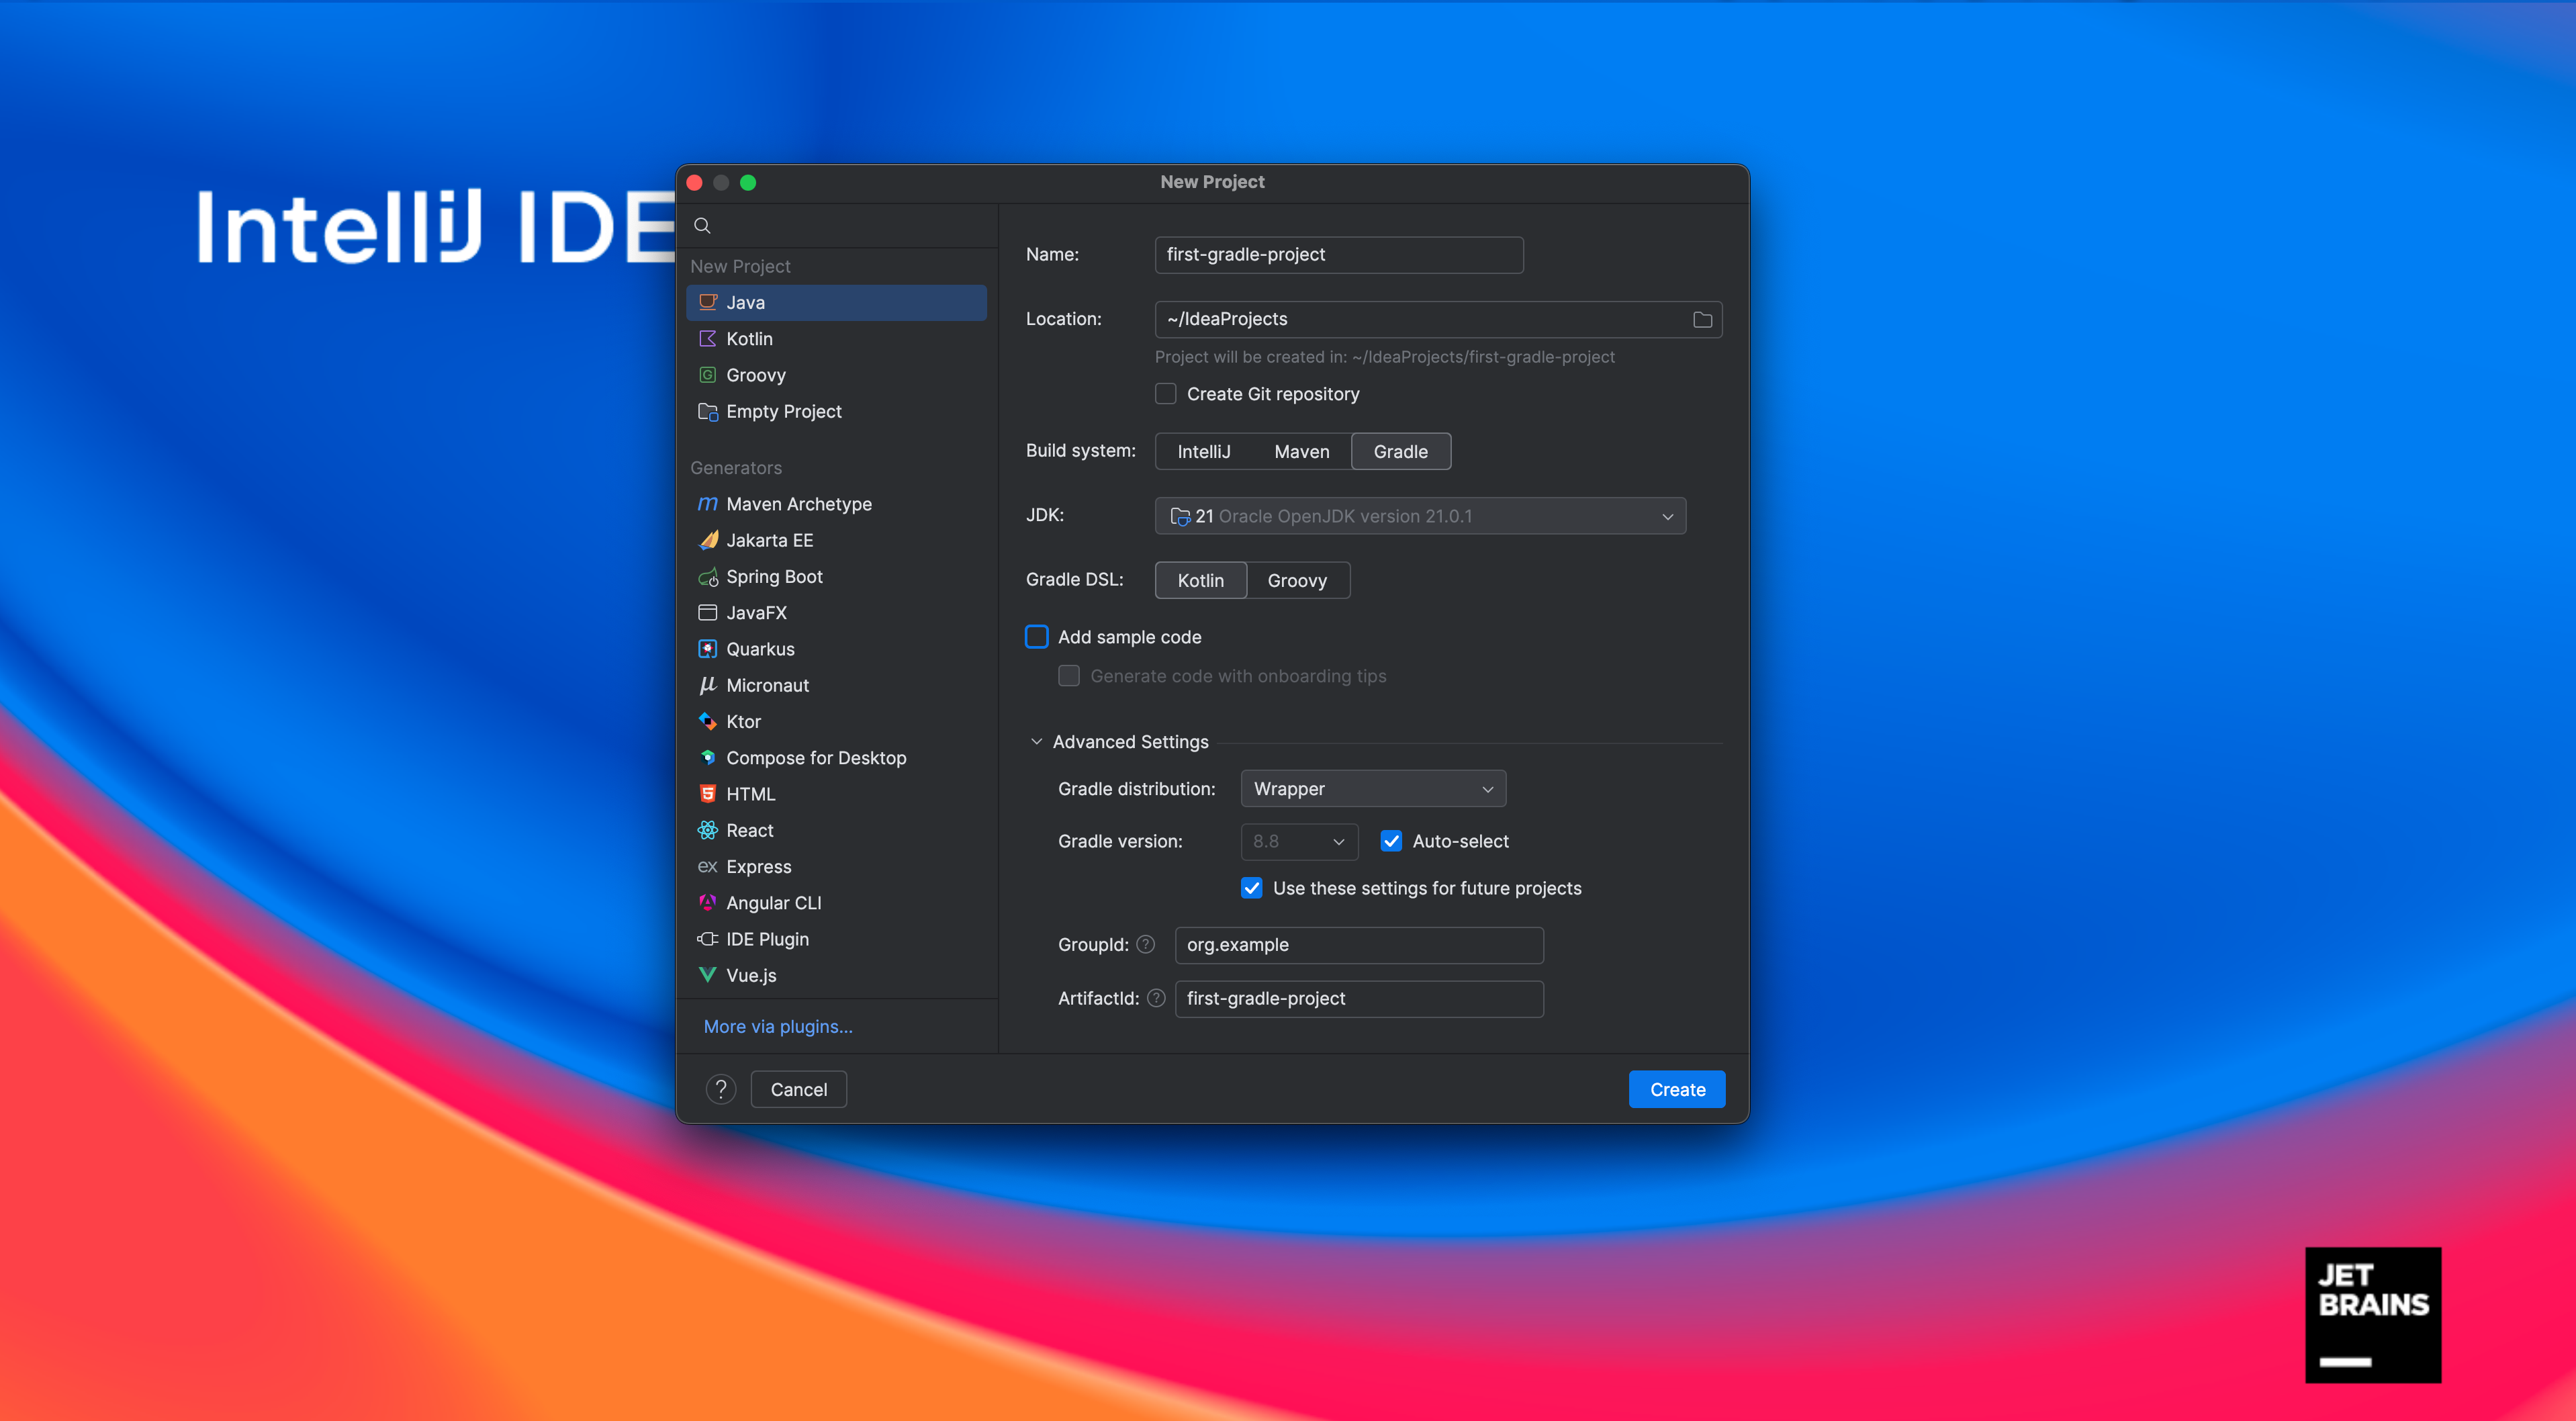 IntelliJ IDE
New Project
New Project
Java
Kotlin
Groovy
Empty Project
Generators
Maven Archetype
Jakarta EE
Spring Boot
JavaFX
Quarkus
Micronaut
Ktor
Compose for Desktop
HTML
React
ex Express
Angular CLI
IDE Plugin
Vue.js
More via plugins...
Name: first-gradle-project
Location: ~/IdeaProjects
Project will be created in: ~/IdeaProjects/first-gradle-project
Create Git repository
Build system: IntelliJ Maven Gradle
JDK: 21 Oracle OpenJDK version 21.0.1
Gradle DSL: Kotlin Groovy
Add sample code
Generate code with onboarding tips
Advanced Settings
Gradle distribution: Wrapper
Gradle version: 8.8 Auto-select
Use these settings for future projects
GroupId: ? org.example
ArtifactId: ? first-gradle-project
? Cancel Create
JET
BRAINS